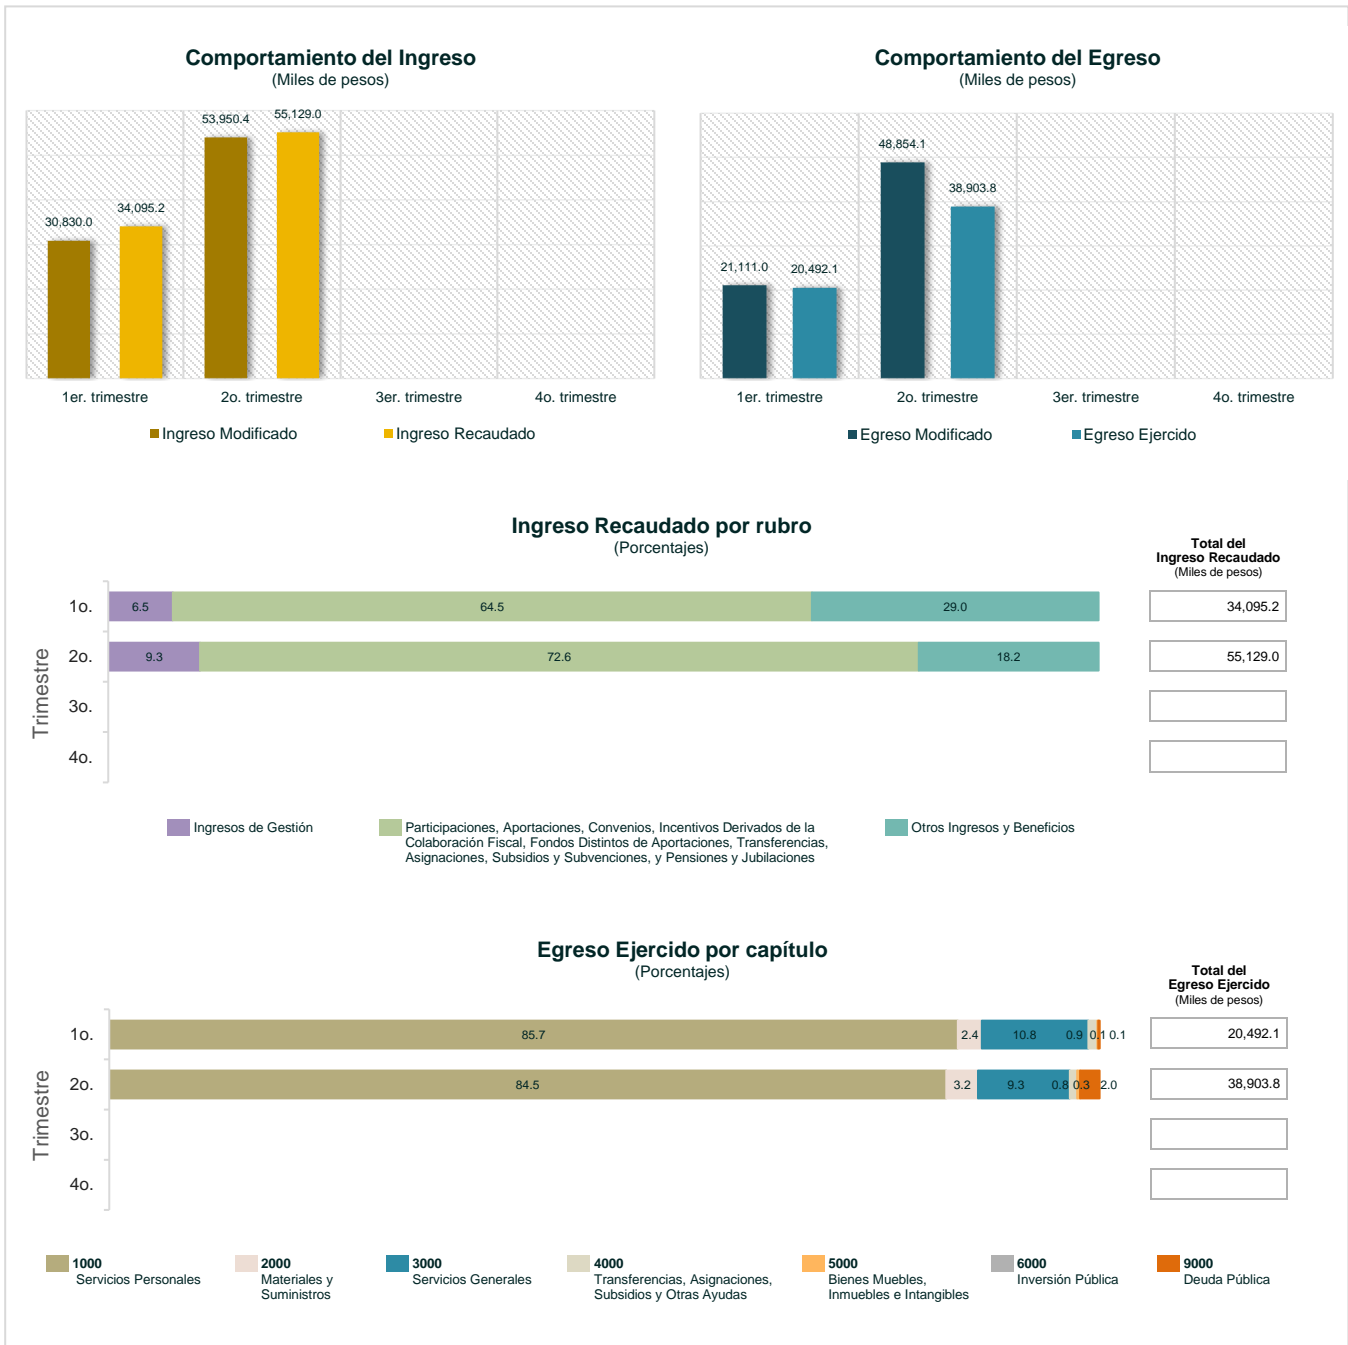 Comportamiento del Ingreso
(Miles de pesos)
53,950.4
55,129.0
30,830.0
34,095.2
1er. trimestre
2o. trimestre
3er. trimestre
4o. trimestre
Ingreso Modificado
Ingreso Recaudado
Comportamiento del Egreso
(Miles de pesos)
48,854.1
38,903.8
21,111.0
20,492.1
1er. trimestre
2o. trimestre
3er. trimestre
4o. trimestre
Egreso Modificado
Egreso Ejercido
Ingreso Recaudado por rubro
(Porcentajes)
Total del
Ingreso Recaudado
(Miles de pesos)
Trimestre
1o.
6.5
64.5
29.0
34,095.2
2o.
9.3
72.6
18.2
55,129.0
3o.
4o.
Ingresos de Gestión
Participaciones, Aportaciones, Convenios, Incentivos Derivados de la
Colaboración Fiscal, Fondos Distintos de Aportaciones, Transferencias,
Asignaciones, Subsidios y Subvenciones, y Pensiones y Jubilaciones
Otros Ingresos y Beneficios
Egreso Ejercido por capítulo
(Porcentajes)
Total del
Egreso Ejercido
(Miles de pesos)
Trimestre
1o.
85.7
2.4
10.8
0.9
0.1
0.1
20,492.1
2o.
84.5
3.2
9.3
0.8
0.3
2.0
38,903.8
3o.
4o.
1000
Servicios Personales
2000
Materiales y
Suministros
3000
Servicios Generales
4000
Transferencias, Asignaciones,
Subsidios y Otras Ayudas
5000
Bienes Muebles,
Inmuebles e Intangibles
6000
Inversión Pública
9000
Deuda Pública